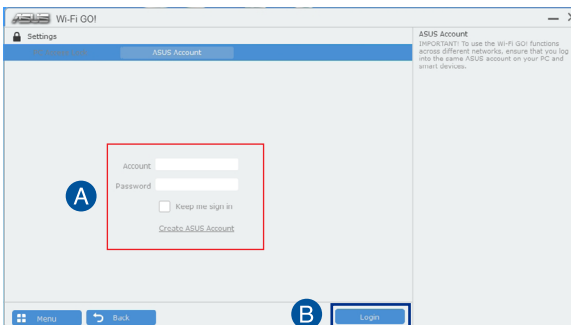 ASUS Wi-Fi GO!
Settings
ASUS Account
Account
Password
Keep me sign in
Create ASUS Account
A
B
Menu
Back
Login
ASUS Account
IMPORTANT! To use the Wi-Fi GO! functions
across different networks, ensure that you log
into the same ASUS account on your PC and
smart devices.